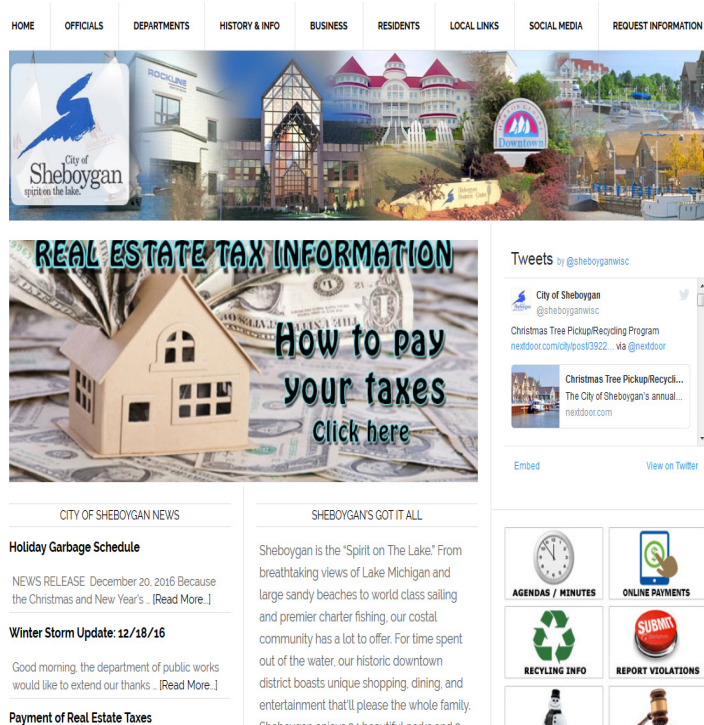 HOME OFFICIALS DEPARTMENTS HISTORY & INFO BUSINESS RESIDENTS LOCAL LINKS SOCIAL MEDIA REQUEST INFORMATION
ROCKLINE
City of
Sheboygan
spirit on the lake.
Downtown
Sheboygan
REAL ESTATE TAX INFORMATION
How to pay
your taxes
Click here
Tweets by @sheboyganwisc
City of Sheboygan
@sheboyganwisc
Christmas Tree Pickup/Recycling Program
nextdoor.com/city/post/3922... via @nextdoor
Christmas Tree Pickup/Recycli...
The City of Sheboygan's annual...
nextdoor.com
Embed View on Twitter
CITY OF SHEBOYGAN NEWS
Holiday Garbage Schedule
NEWS RELEASE December 20, 2016 Because
the Christmas and New Year's ... [Read More...]
Winter Storm Update: 12/18/16
Good morning, the department of public works
would like to extend our thanks ... [Read More...]
Payment of Real Estate Taxes
SHEBOYGAN'S GOT IT ALL
Sheboygan is the "Spirit on The Lake." From
breathtaking views of Lake Michigan and
large sandy beaches to world class sailing
and premier charter fishing, our costal
community has a lot to offer. For time spent
out of the water, our historic downtown
district boasts unique shopping, dining, and
entertainment that'll please the whole family.
AGENDAS / MINUTES
ONLINE PAYMENTS
RECYLING INFO
SUBMIT
REPORT VIOLATIONS